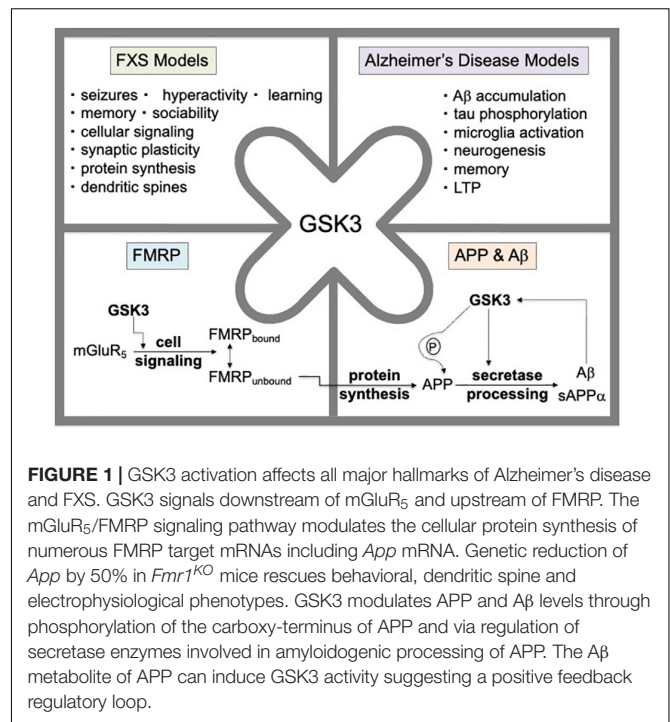 FXS Models
· seizures · hyperactivity · learning
· memory · sociability
· cellular signaling
· synaptic plasticity
· protein synthesis
· dendritic spines
Alzheimer's Disease Models
· Aβ accumulation
· tau phosphorylation
· microglia activation
· neurogenesis
· memory
· LTP
GSK3
FMRP
GSK3
mGluR5
cell
signaling
FMRPbound
FMRPunbound
APP & Aβ
GSK3
P
protein
synthesis
APP
secretase
processing
Aβ
sAPPα
FIGURE 1 | GSK3 activation affects all major hallmarks of Alzheimer's disease
and FXS. GSK3 signals downstream of mGluR5 and upstream of FMRP. The
mGluR5/FMRP signaling pathway modulates the cellular protein synthesis of
numerous FMRP target mRNAs including App mRNA. Genetic reduction of
App by 50% in Fmr1KO mice rescues behavioral, dendritic spine and
electrophysiological phenotypes. GSK3 modulates APP and Aβ levels through
phosphorylation of the carboxy-terminus of APP and via regulation of
secretase enzymes involved in amyloidogenic processing of APP. The Aβ
metabolite of APP can induce GSK3 activity suggesting a positive feedback
regulatory loop.